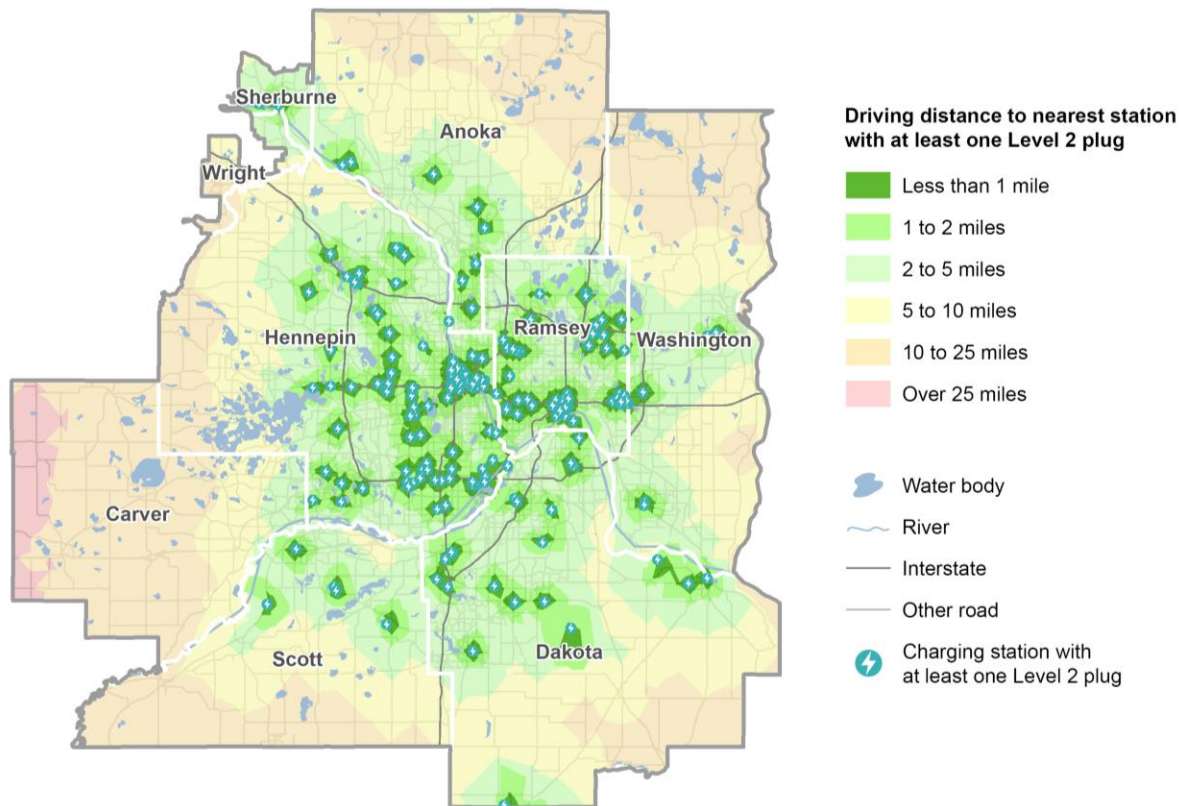 Sherburne
Anoka
Wright
Hennepin
Ramsey
Washington
Carver
Scott
Dakota
Driving distance to nearest station
with at least one Level 2 plug
Less than 1 mile
1 to 2 miles
2 to 5 miles
5 to 10 miles
10 to 25 miles
Over 25 miles
Water body
River
Interstate
Other road
Charging station with
at least one Level 2 plug